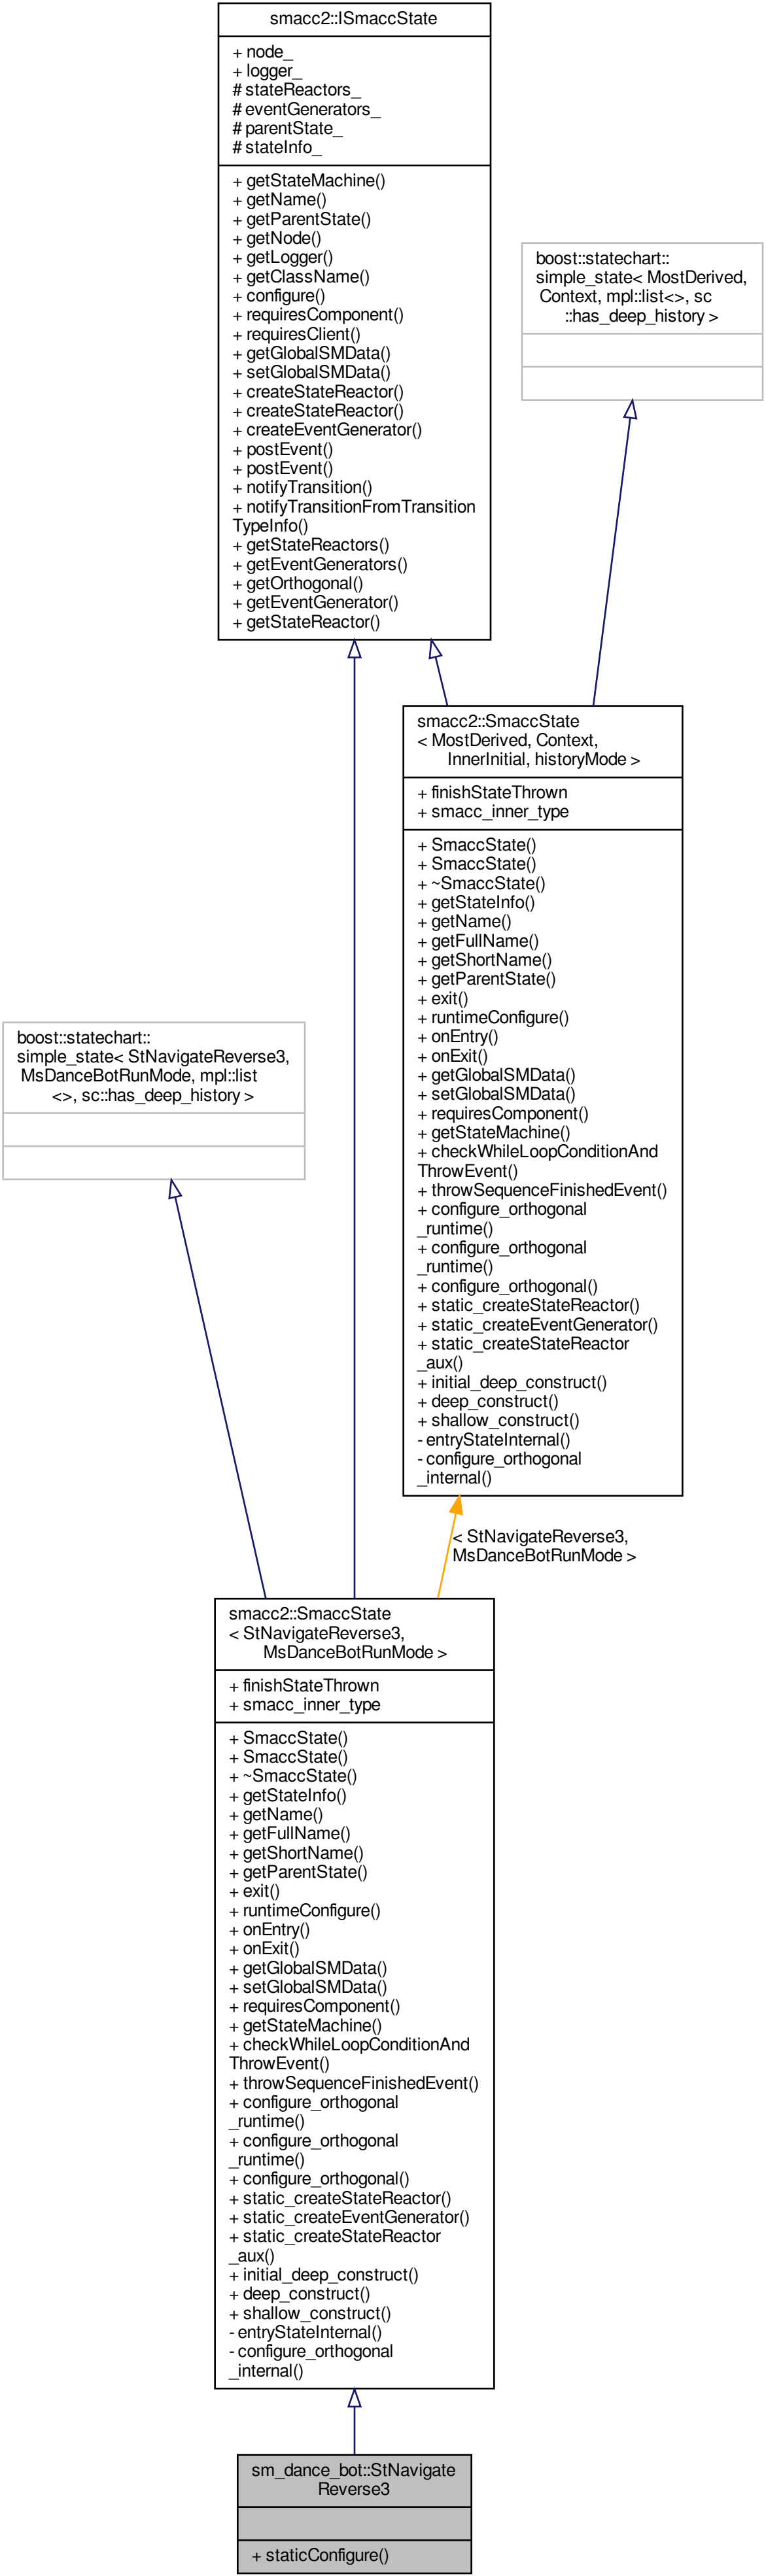 smacc2::ISmaccState
+ node_
+ logger_
# stateReactors_
# eventGenerators_
# parentState_
# stateInfo_
+ getStateMachine()
+ getName()
+ getParentState()
+ getNode()
+ getLogger()
+ getClassName()
+ configure()
+ requiresComponent()
+ requiresClient()
+ getGlobalSMData()
+ setGlobalSMData()
+ createStateReactor()
+ createStateReactor()
+ createEventGenerator()
+ postEvent()
+ postEvent()
+ notifyTransition()
+ notifyTransitionFromTransition
TypeInfo()
+ getStateReactors()
+ getEventGenerators()
+ getOrthogonal()
+ getEventGenerator()
+ getStateReactor()
boost::statechart::
simple_state< MostDerived,
Context, mpl::list<>, sc
::has_deep_history >
smacc2::SmaccState
< MostDerived, Context,
InnerInitial, historyMode >
+ finishStateThrown
+ smacc_inner_type
+ SmaccState()
+ SmaccState()
+ ~SmaccState()
+ getStateInfo()
+ getName()
+ getFullName()
+ getShortName()
+ getParentState()
+ exit()
+ runtimeConfigure()
+ onEntry()
+ onExit()
+ getGlobalSMData()
+ setGlobalSMData()
+ requiresComponent()
+ getStateMachine()
+ checkWhileLoopConditionAnd
ThrowEvent()
+ throwSequenceFinishedEvent()
+ configure_orthogonal
_runtime()
+ configure_orthogonal
_runtime()
+ configure_orthogonal()
+ static_createStateReactor()
+ static_createEventGenerator()
+ static_createStateReactor
_aux()
+ initial_deep_construct()
+ deep_construct()
+ shallow_construct()
- entryStateInternal()
- configure_orthogonal
_internal()
boost::statechart::
simple_state< StNavigateReverse3,
MsDanceBotRunMode, mpl::list
<>, sc::has_deep_history >
< StNavigateReverse3,
MsDanceBotRunMode >
smacc2::SmaccState
< StNavigateReverse3,
MsDanceBotRunMode >
+ finishStateThrown
+ smacc_inner_type
+ SmaccState()
+ SmaccState()
+ ~SmaccState()
+ getStateInfo()
+ getName()
+ getFullName()
+ getShortName()
+ getParentState()
+ exit()
+ runtimeConfigure()
+ onEntry()
+ onExit()
+ getGlobalSMData()
+ setGlobalSMData()
+ requiresComponent()
+ getStateMachine()
+ checkWhileLoopConditionAnd
ThrowEvent()
+ throwSequenceFinishedEvent()
+ configure_orthogonal
_runtime()
+ configure_orthogonal
_runtime()
+ configure_orthogonal()
+ static_createStateReactor()
+ static_createEventGenerator()
+ static_createStateReactor
_aux()
+ initial_deep_construct()
+ deep_construct()
+ shallow_construct()
- entryStateInternal()
- configure_orthogonal
_internal()
sm_dance_bot::StNavigate
Reverse3
+ staticConfigure()